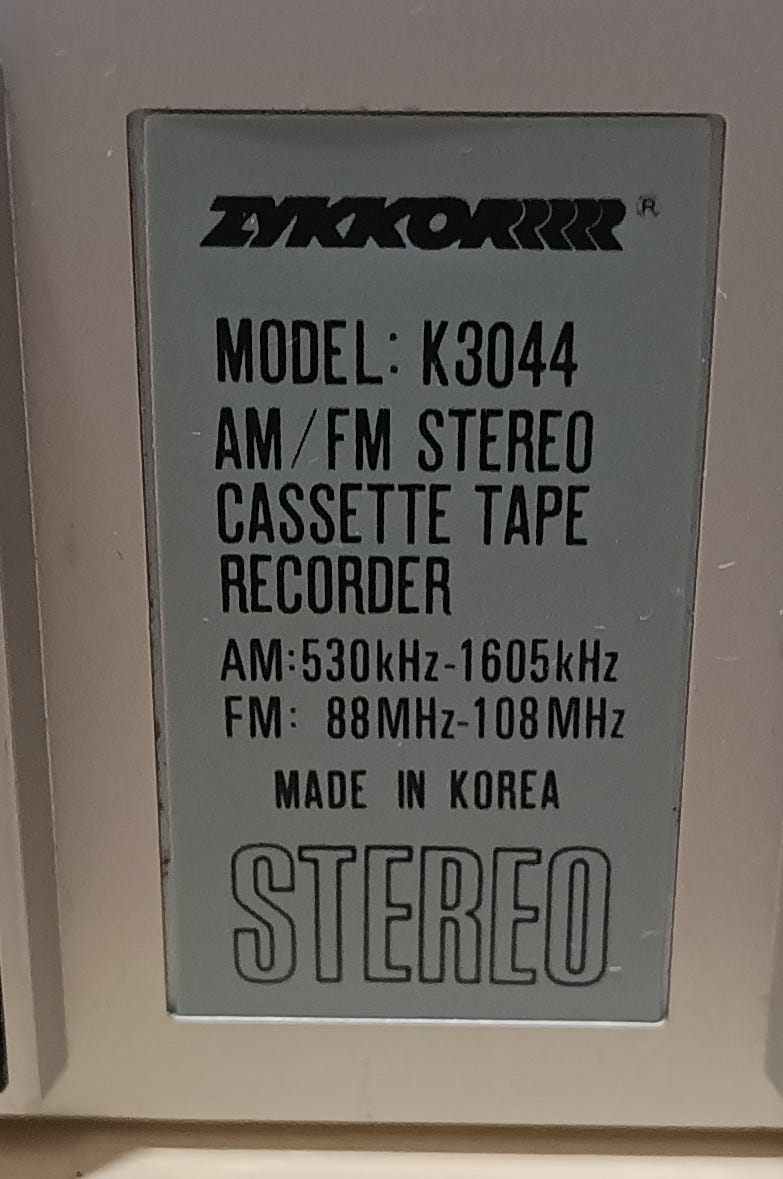 ZYKKOR ®
MODEL: K3044
AM/FM STEREO
CASSETTE TAPE
RECORDER
AM:530kHz-1605kHz
FM: 88MHz-108MHz
MADE IN KOREA
STEREO